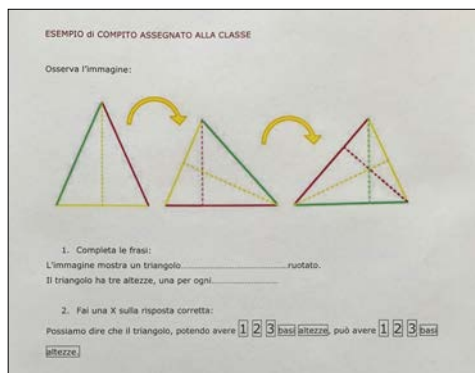 ESEMPIO di COMPITO ASSEGNATO ALLA CLASSE
Osserva l'immagine:
1. Completa le frasi:
L'immagine mostra un triangolo..............................ruotato.
Il triangolo ha tre altezze, una per ogni...................
2. Fai una X sulla risposta corretta:
Possiamo dire che il triangolo, potendo avere 1 2 3 basi altezze, può avere 1 2 3 basi
altezze.